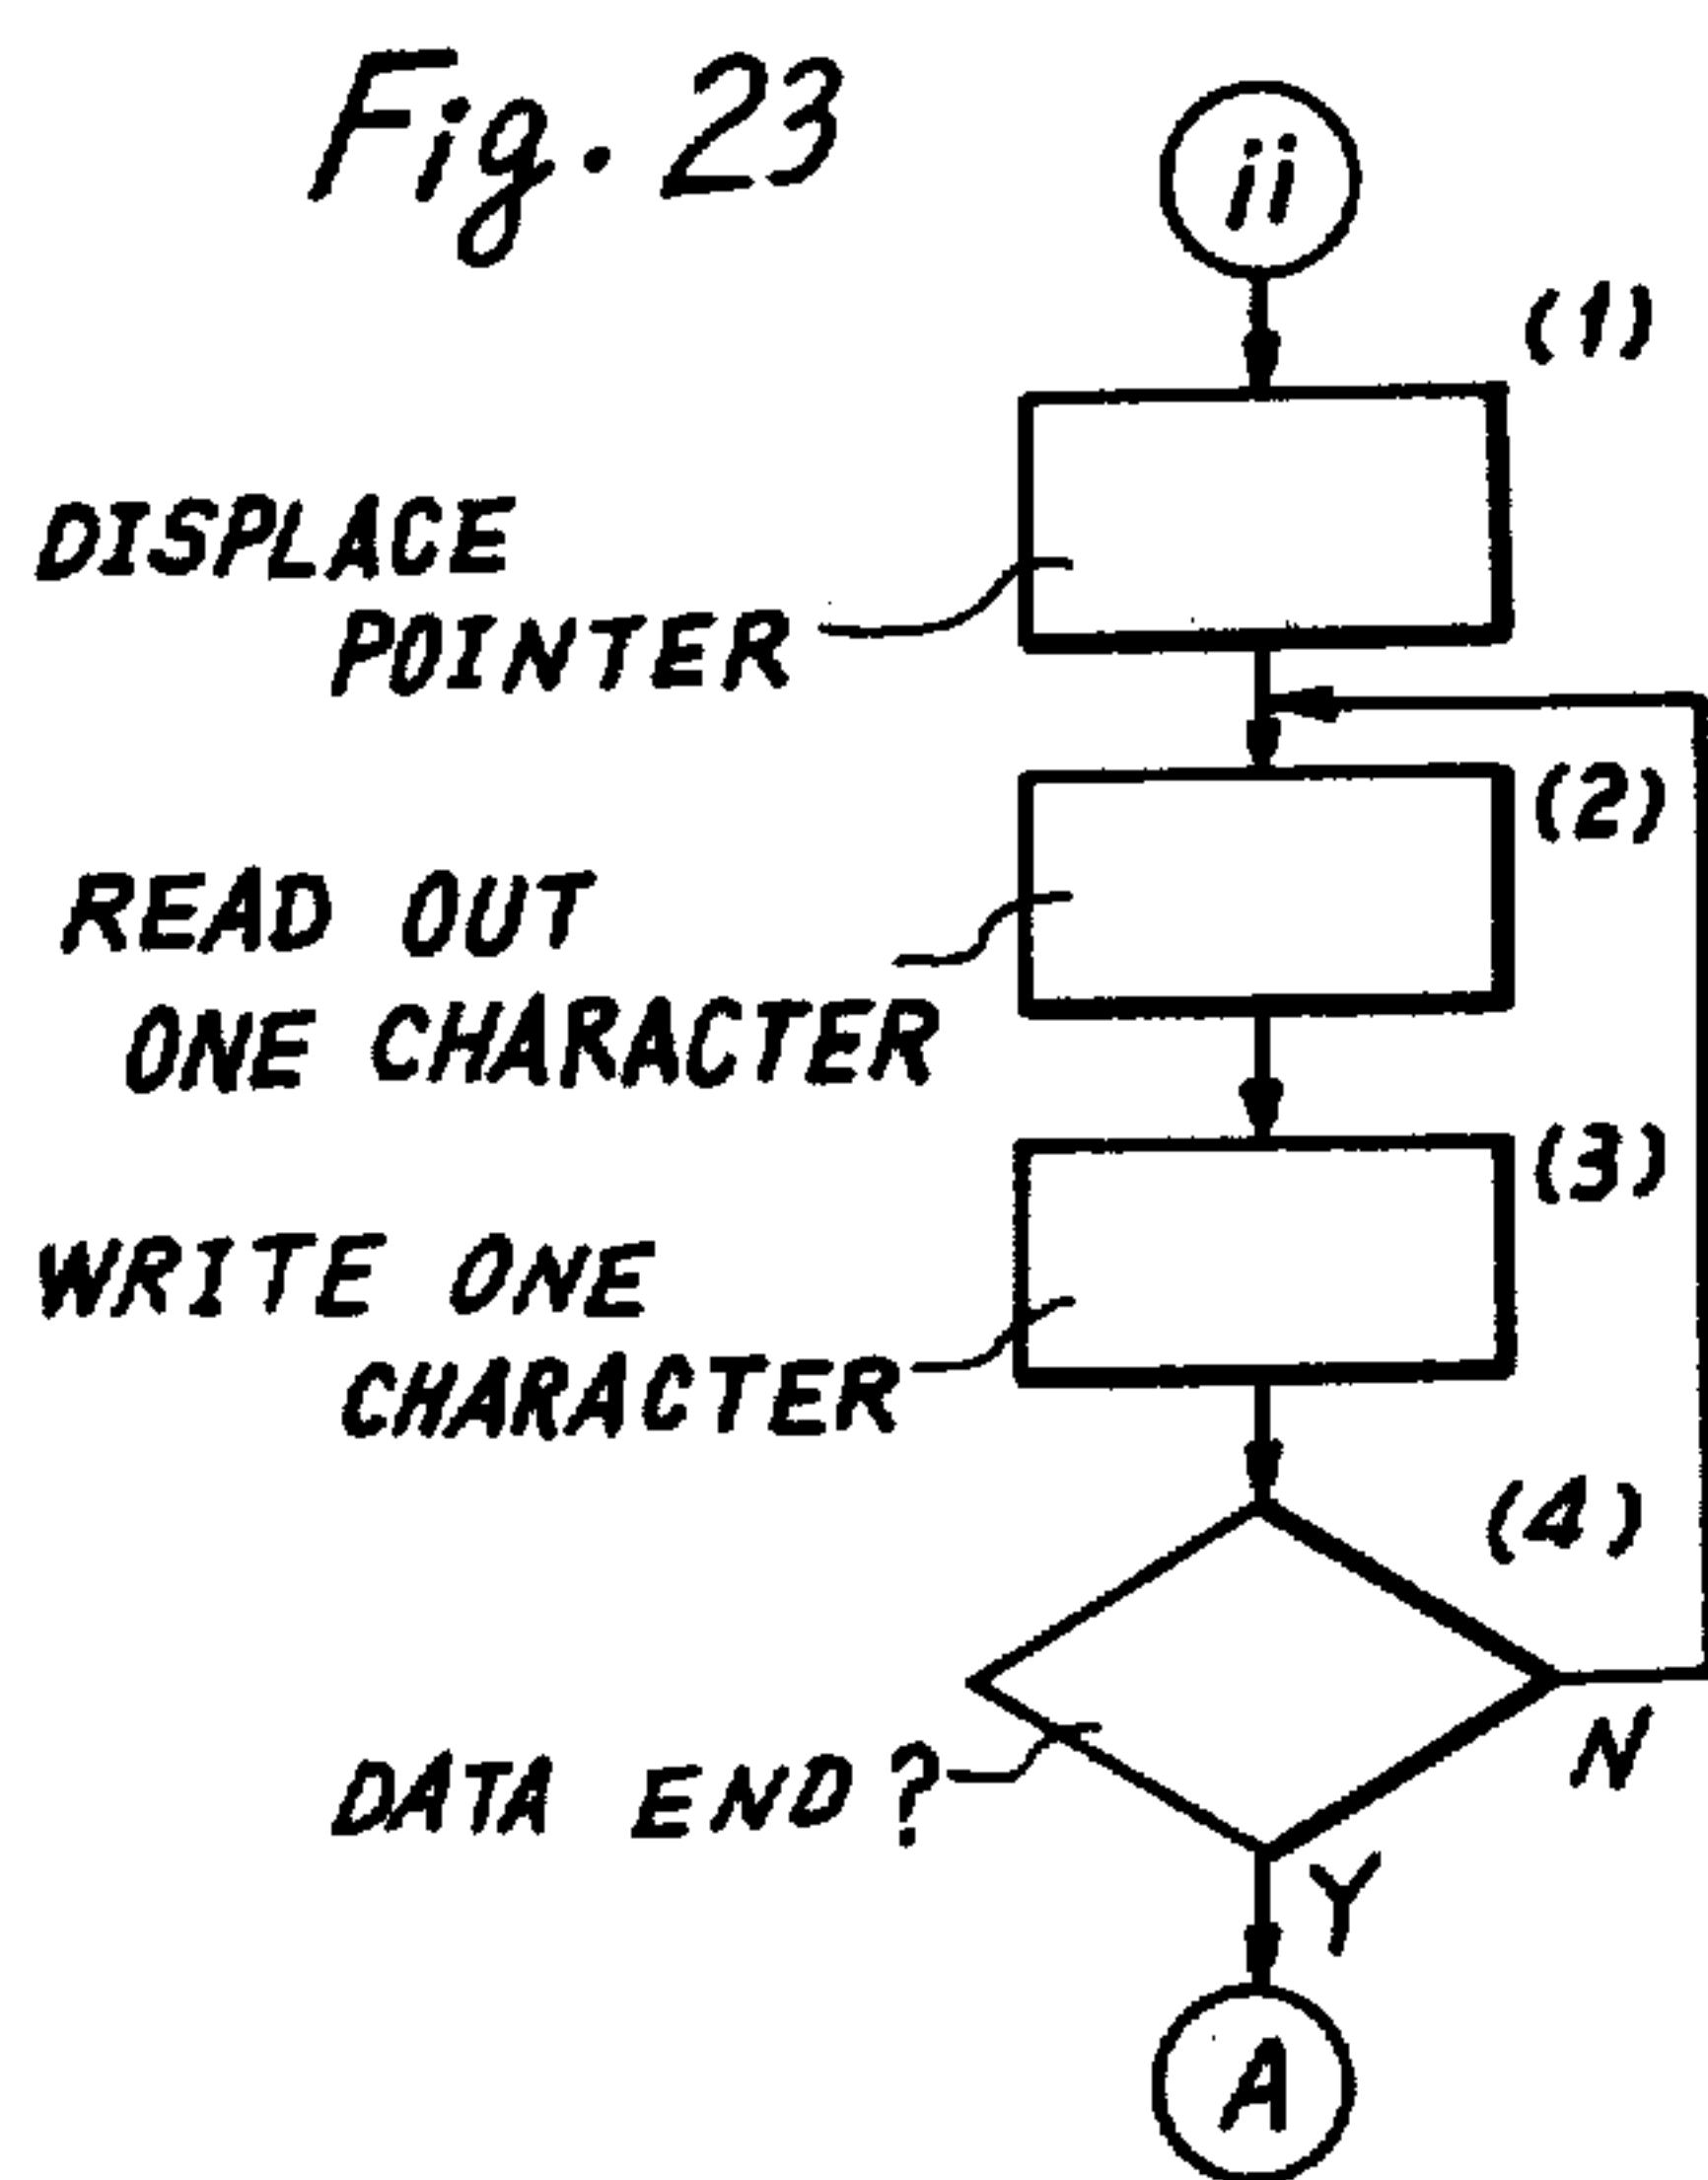 Fig. 23
ii
(1)
DISPLACE
POINTER
(2)
READ OUT
ONE CHARACTER
(3)
WRITE ONE
CHARACTER
(4)
N
DATA END?
Y
A